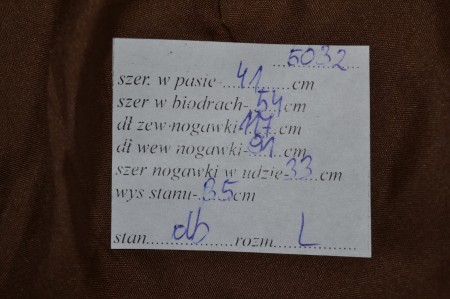 5032
szer. w pasie- 41 cm
szer w biodrach- 54 cm
dł zew nogawki 117 cm
dł wew nogawki- 91 cm
szer nogawki w udzie- 33 cm
wys stanu- 35 cm
stan db rozm L